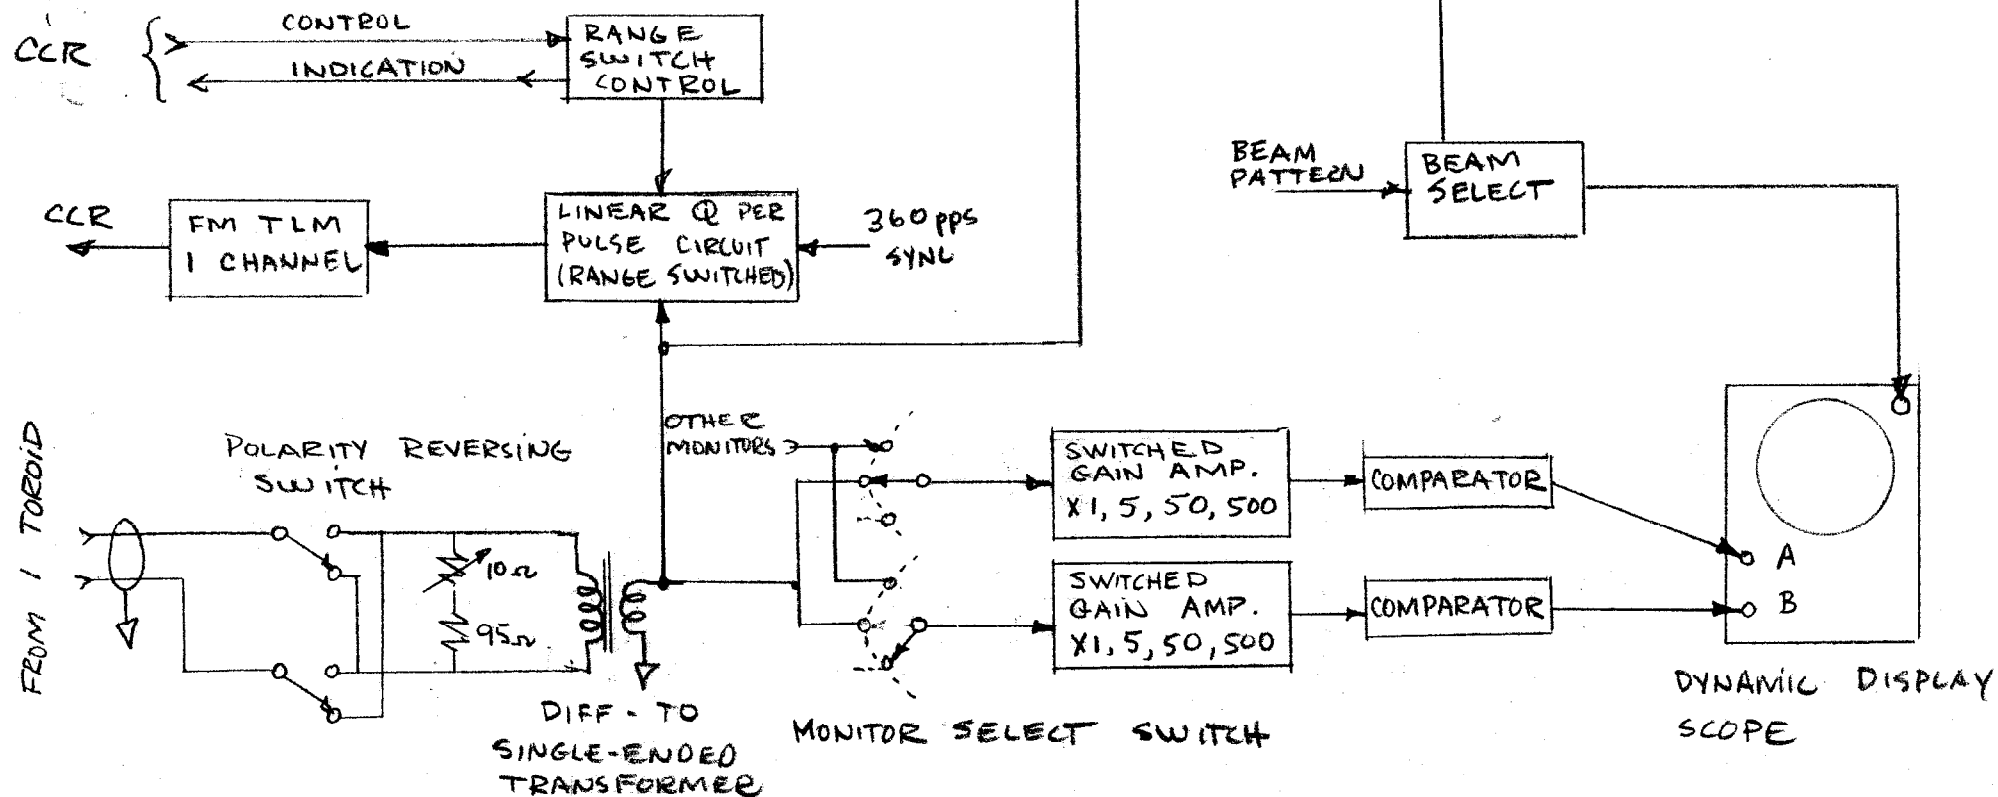 CCR
CONTROL
INDICATION
RANGE
SWITCH
CONTROL
BEAM
PATTERN
BEAM
SELECT
CCR
FM TLM
1 CHANNEL
LINEAR Q PER
PULSE CIRCUIT
(RANGE SWITCHED)
360 pps
SYNC
FROM 1 TOROID
POLARITY REVERSING
SWITCH
OTHER
MONITORS
SWITCHED
GAIN AMP.
X1, 5, 50, 500
COMPARATOR
A
10Ω
95Ω
SWITCHED
GAIN AMP.
X1, 5, 50, 500
COMPARATOR
B
DIFF-TO
SINGLE-ENDED
TRANSFORMER
MONITOR SELECT SWITCH
DYNAMIC DISPLAY
SCOPE